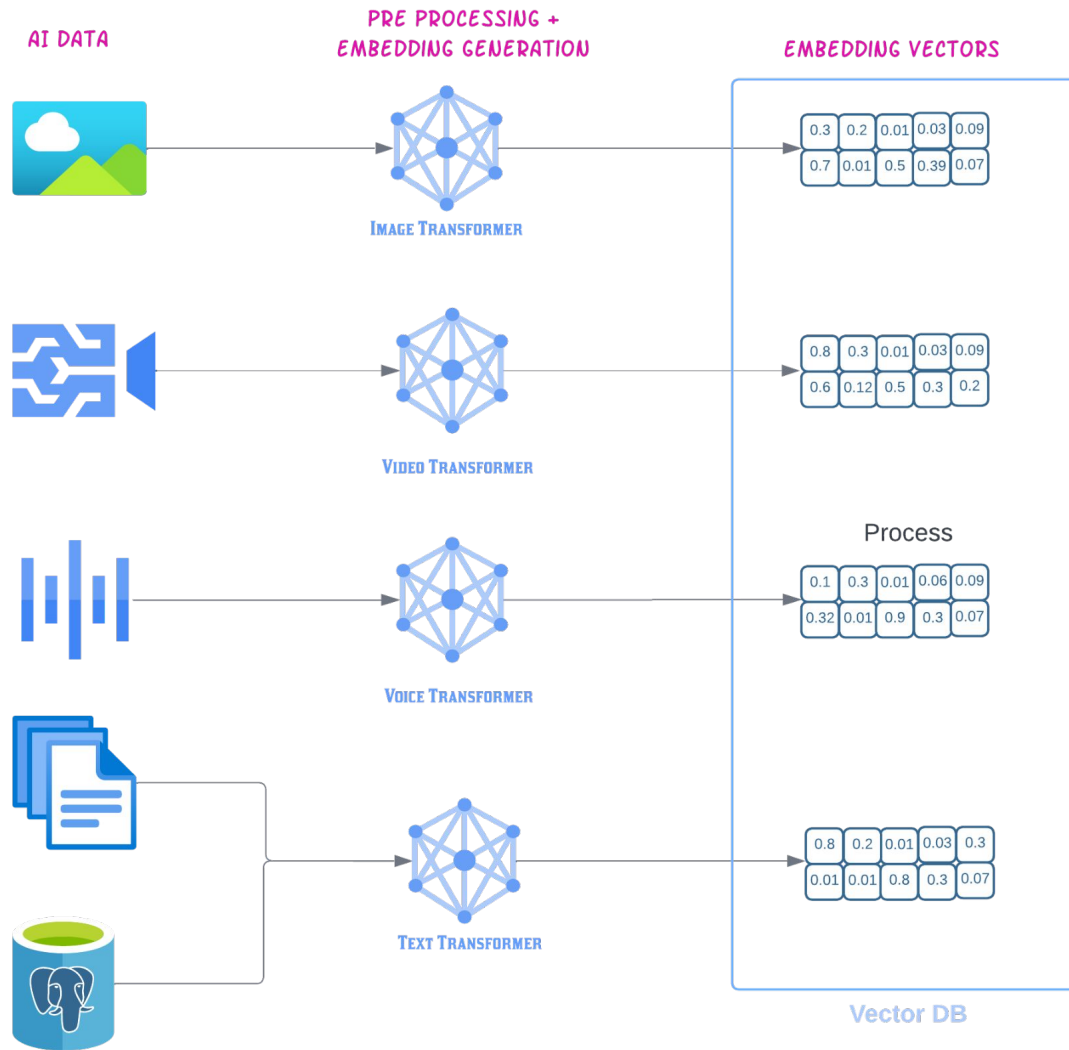 AI DATA
PRE PROCESSING +
EMBEDDING GENERATION
EMBEDDING VECTORS
0.3 0.2 0.01 0.03 0.09
0.7 0.01 0.5 0.39 0.07
IMAGE TRANSFORMER
0.8 0.3 0.01 0.03 0.09
0.6 0.12 0.5 0.3 0.2
VIDEO TRANSFORMER
Process
0.1 0.3 0.01 0.06 0.09
0.32 0.01 0.9 0.3 0.07
VOICE TRANSFORMER
0.8 0.2 0.01 0.03 0.3
0.01 0.01 0.8 0.3 0.07
TEXT TRANSFORMER
Vector DB